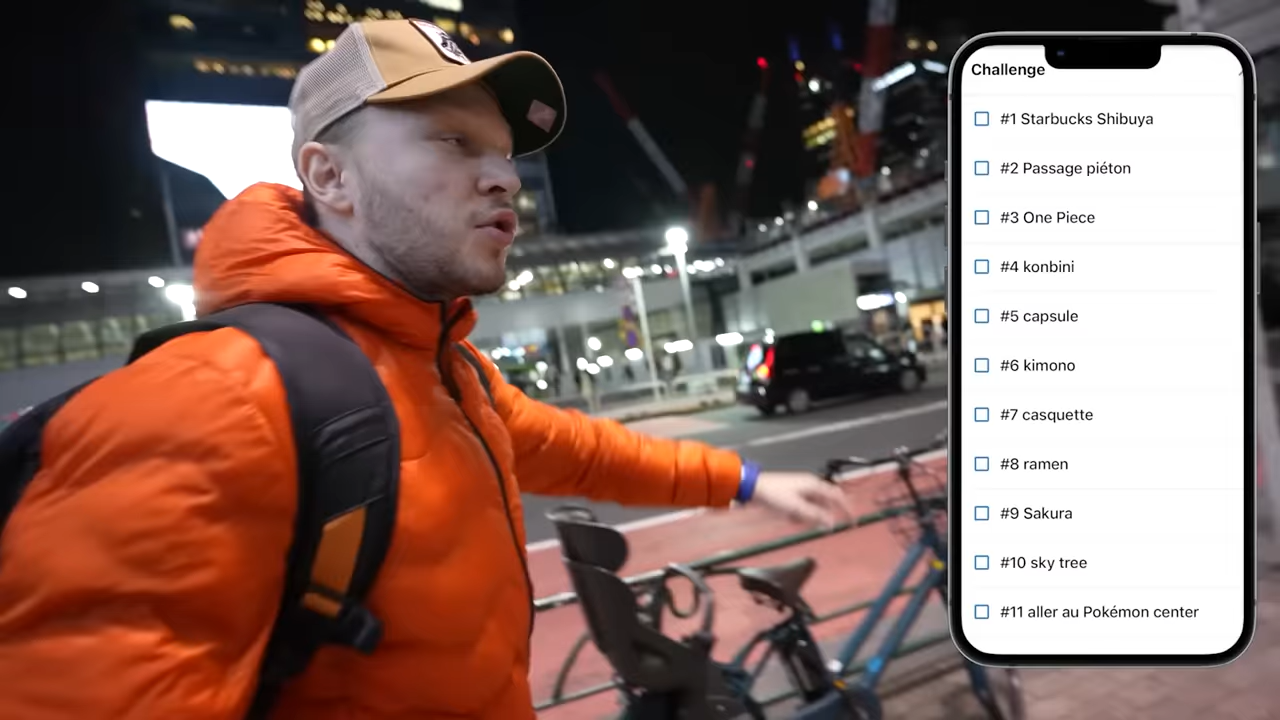 Challenge
#1 Starbucks Shibuya
#2 Passage piéton
#3 One Piece
#4 konbini
#5 capsule
#6 kimono
#7 casquette
#8 ramen
#9 Sakura
#10 sky tree
#11 aller au Pokémon center